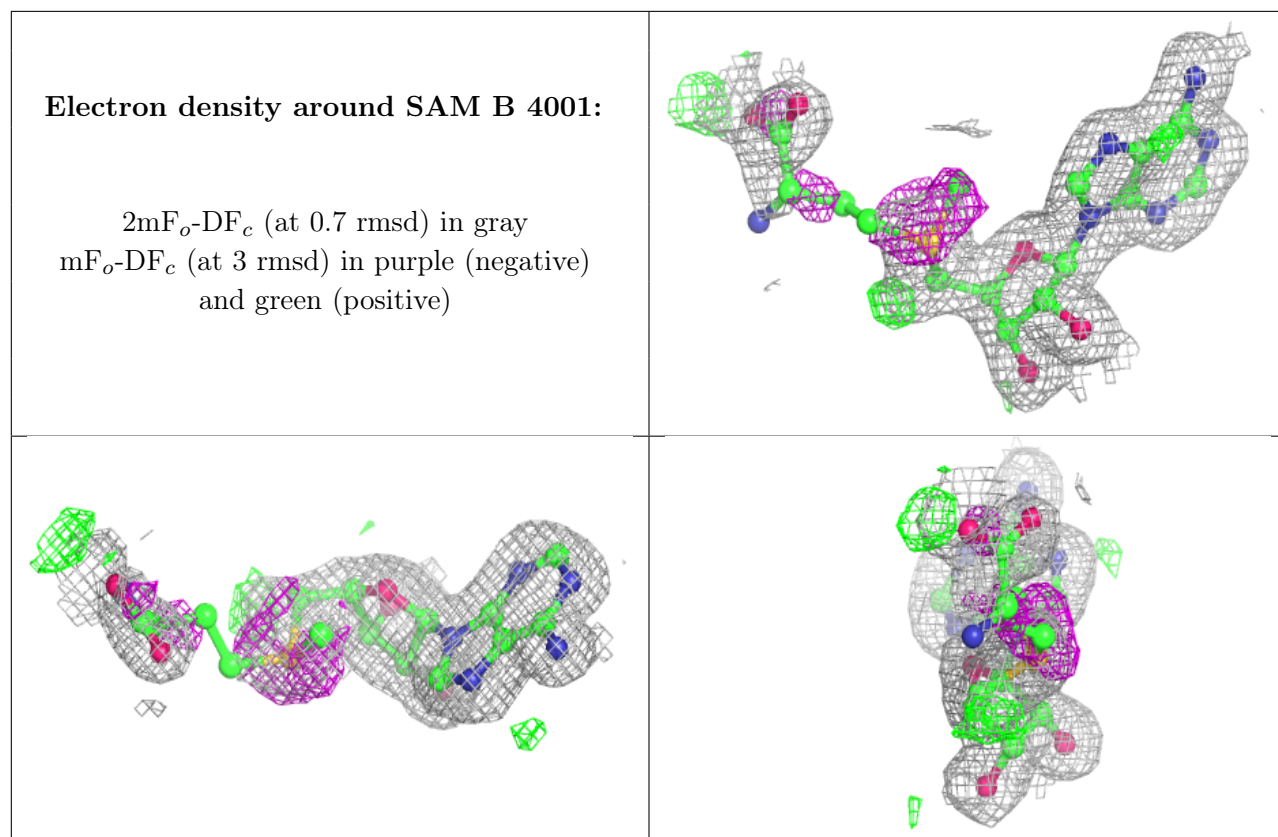 Electron density around SAM B 4001:
2mFₒ-DF𝒸 (at 0.7 rmsd) in gray
mFₒ-DF𝒸 (at 3 rmsd) in purple (negative)
and green (positive)